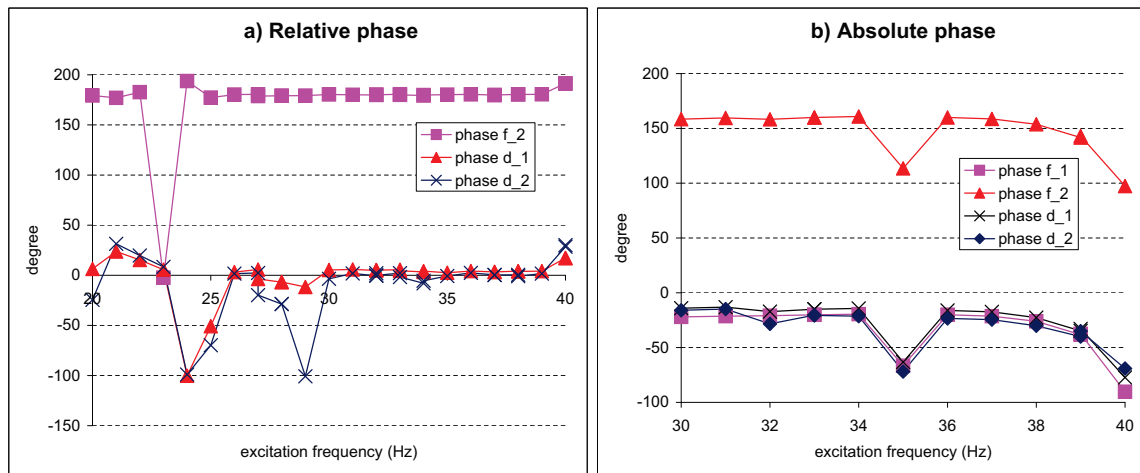 a) Relative phase
200
150
100
50
0
-50
-100
-150
20
25
30
35
40
degree
excitation frequency (Hz)
phase f_2
phase d_1
phase d_2
b) Absolute phase
200
150
100
50
0
-50
-100
30
32
34
36
38
40
degree
excitation frequency (Hz)
phase f_1
phase f_2
phase d_1
phase d_2